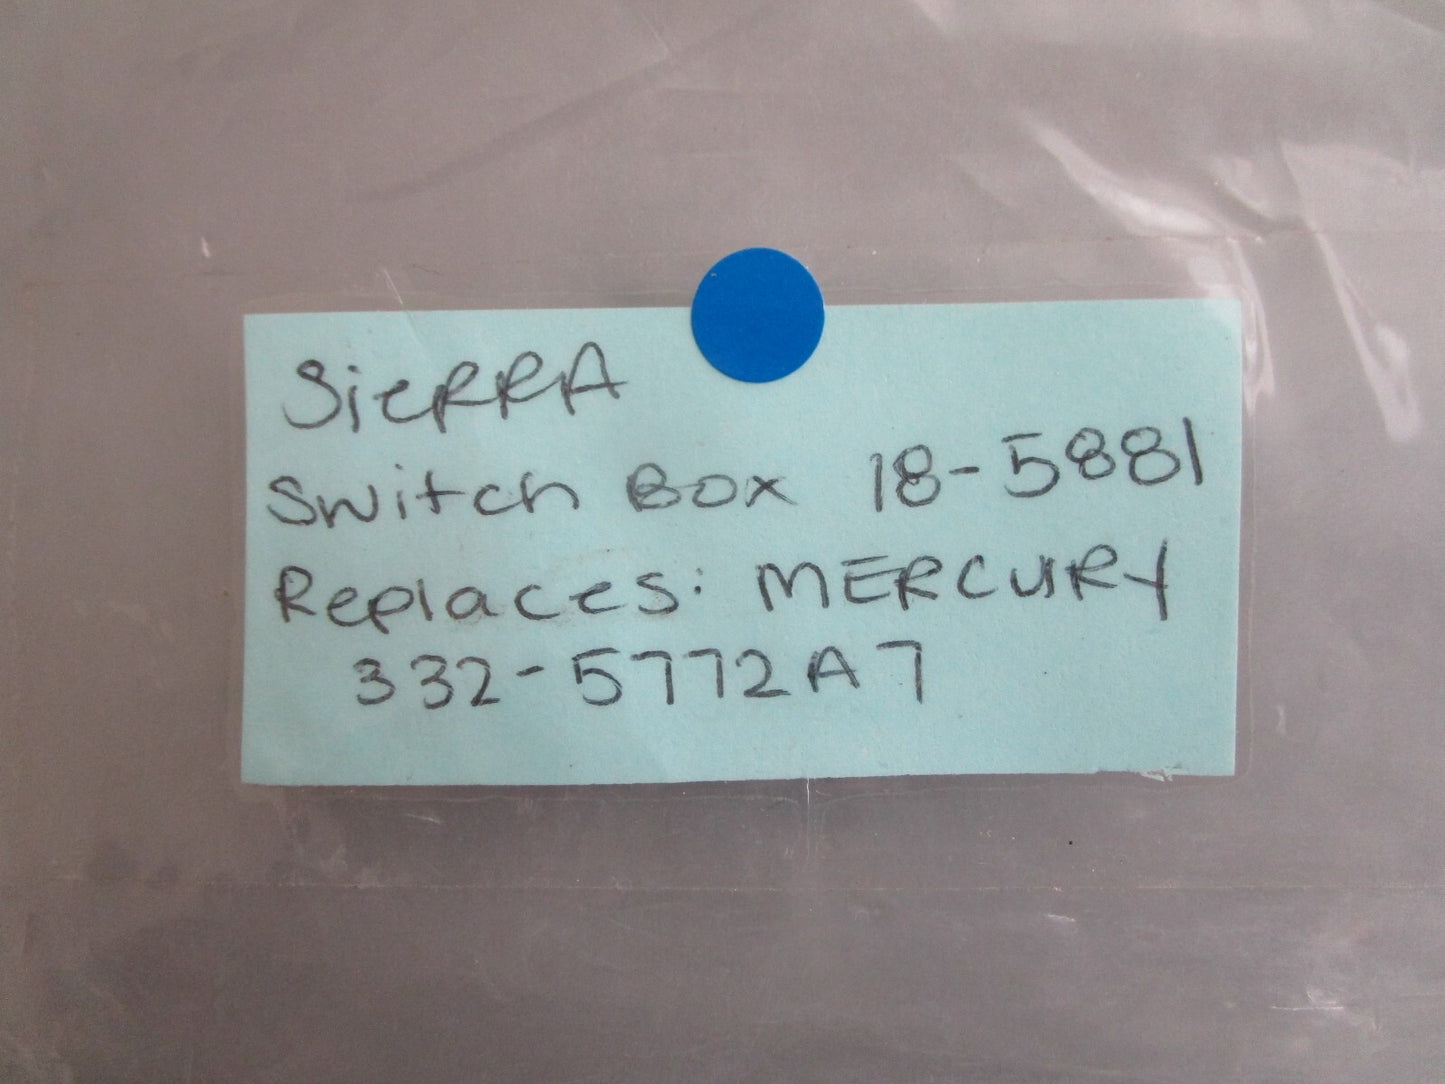 SieRRA
Switch Box 18-5881
Replaces: MERCURY
332-5772A7